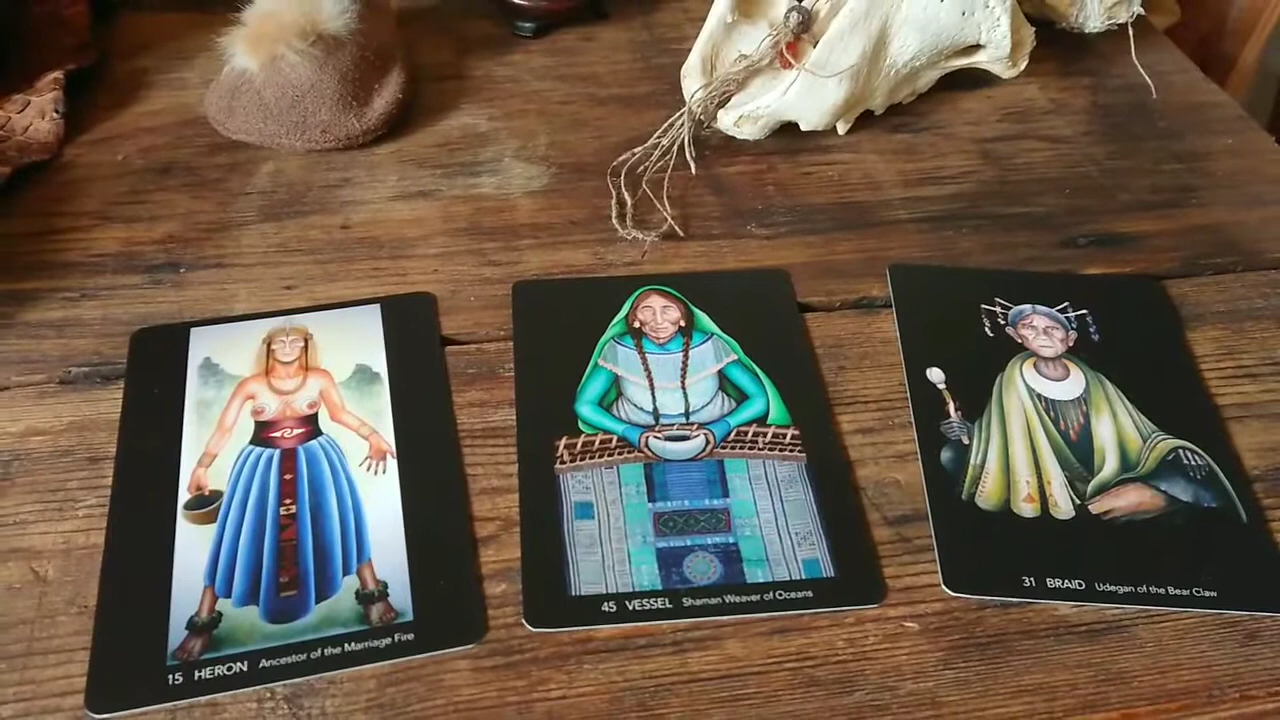 15 HERON Ancestor of the Marriage Fire
45 VESSEL Shaman Weaver of Oceans
31 BRAID Udegan of the Bear Claw